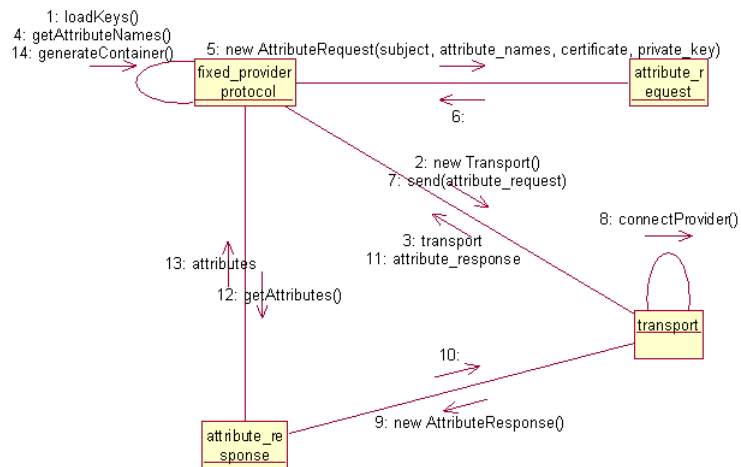 1: loadKeys()
4: getAttributeNames()
14: generateContainer()
5: new AttributeRequest(subject, attribute_names, certificate, private_key)
fixed_provider
protocol
attribute_r
equest
6:
2: new Transport()
7: send(attribute_request)
8: connectProvider()
3: transport
11: attribute_response
13: attributes
12: getAttributes()
transport
10:
9: new AttributeResponse()
attribute_re
sponse